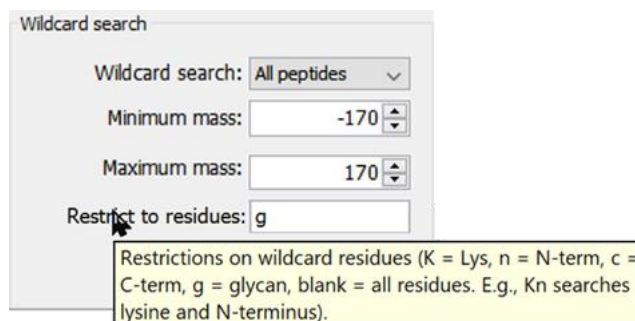 Wildcard search
Wildcard search: All peptides
Minimum mass: -170
Maximum mass: 170
Restrict to residues: g
Restrictions on wildcard residues (K = Lys, n = N-term, c =
C-term, g = glycan, blank = all residues. E.g., Kn searches
lysine and N-terminus).